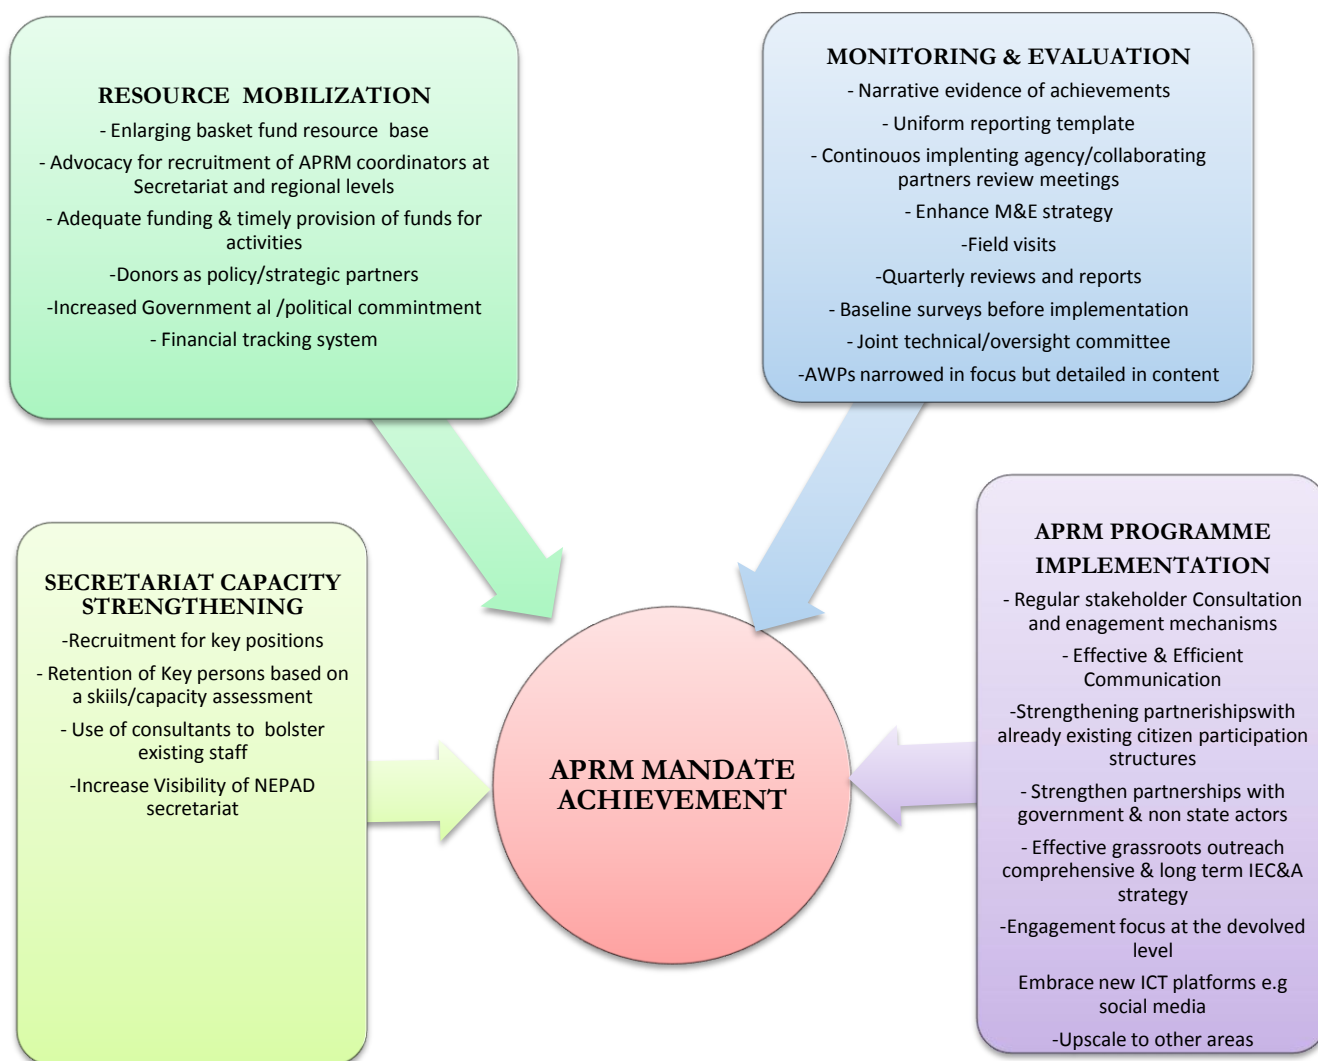 RESOURCE MOBILIZATION
- Enlarging basket fund resource base
- Advocacy for recruitment of APRM coordinators at
Secretariat and regional levels
- Adequate funding & timely provision of funds for
activities
-Donors as policy/strategic partners
-Increased Government al /political commintment
- Financial tracking system
MONITORING & EVALUATION
- Narrative evidence of achievements
- Uniform reporting template
- Continouos implenting agency/collaborating
partners review meetings
- Enhance M&E strategy
-Field visits
-Quarterly reviews and reports
- Baseline surveys before implementation
- Joint technical/oversight committee
-AWPs narrowed in focus but detailed in content
SECRETARIAT CAPACITY
STRENGTHENING
-Recruitment for key positions
- Retention of Key persons based on
a skiils/capacity assessment
- Use of consultants to bolster
existing staff
-Increase Visibility of NEPAD
secretariat
APRM MANDATE
ACHIEVEMENT
APRM PROGRAMME
IMPLEMENTATION
- Regular stakeholder Consultation
and enagement mechanisms
- Effective & Efficient
Communication
-Strengthening partnerishipswith
already existing citizen participation
structures
- Strengthen partnerships with
government & non state actors
- Effective grassroots outreach
comprehensive & long term IEC&A
strategy
-Engagement focus at the devolved
level
Embrace new ICT platforms e.g
social media
-Upscale to other areas